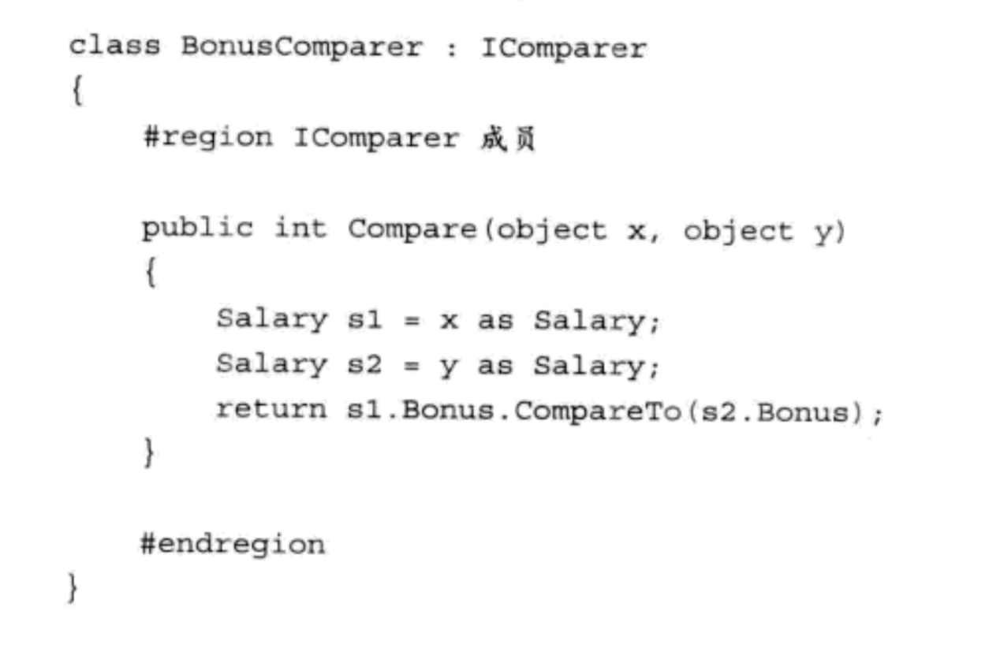 class BonusComparer : IComparer
{
#region IComparer 成员
public int Compare(object x, object y)
{
Salary s1 = x as Salary;
Salary s2 = y as Salary;
return s1.Bonus.CompareTo(s2.Bonus);
}
#endregion
}